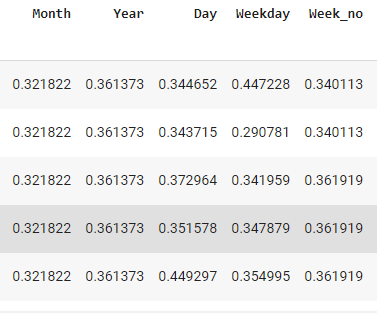 Month Year Day Weekday Week_no
0.321822 0.361373 0.344652 0.447228 0.340113
0.321822 0.361373 0.343715 0.290781 0.340113
0.321822 0.361373 0.372964 0.341959 0.361919
0.321822 0.361373 0.351578 0.347879 0.361919
0.321822 0.361373 0.449297 0.354995 0.361919